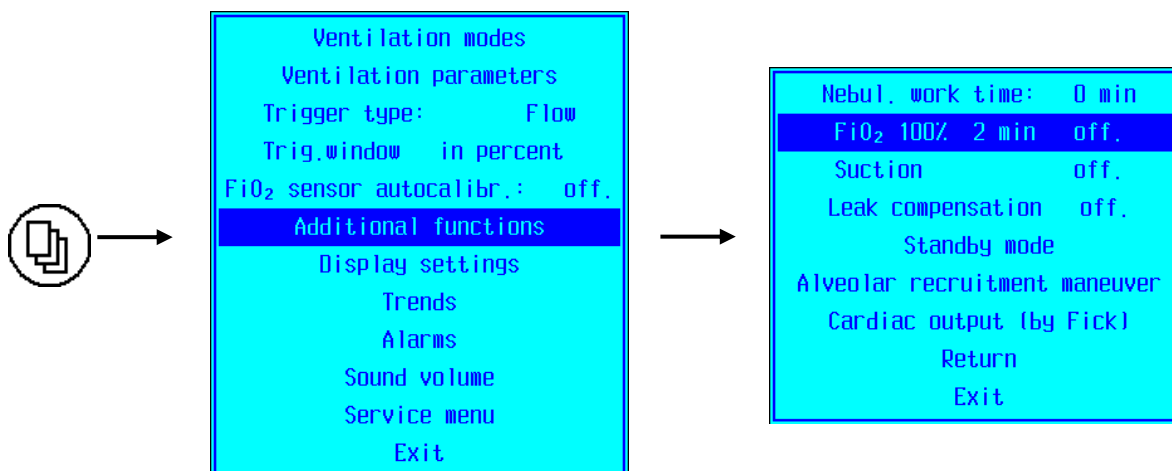 Ventilation modes
Ventilation parameters
Trigger type: Flow
Trig.window in percent
FiO₂ sensor autocalibr.: off.
Additional functions
Display settings
Trends
Alarms
Sound volume
Service menu
Exit
Nebul. work time: 0 min
FiO₂ 100% 2 min off.
Suction off.
Leak compensation off.
Standby mode
Alveolar recruitment maneuver
Cardiac output (by Fick)
Return
Exit